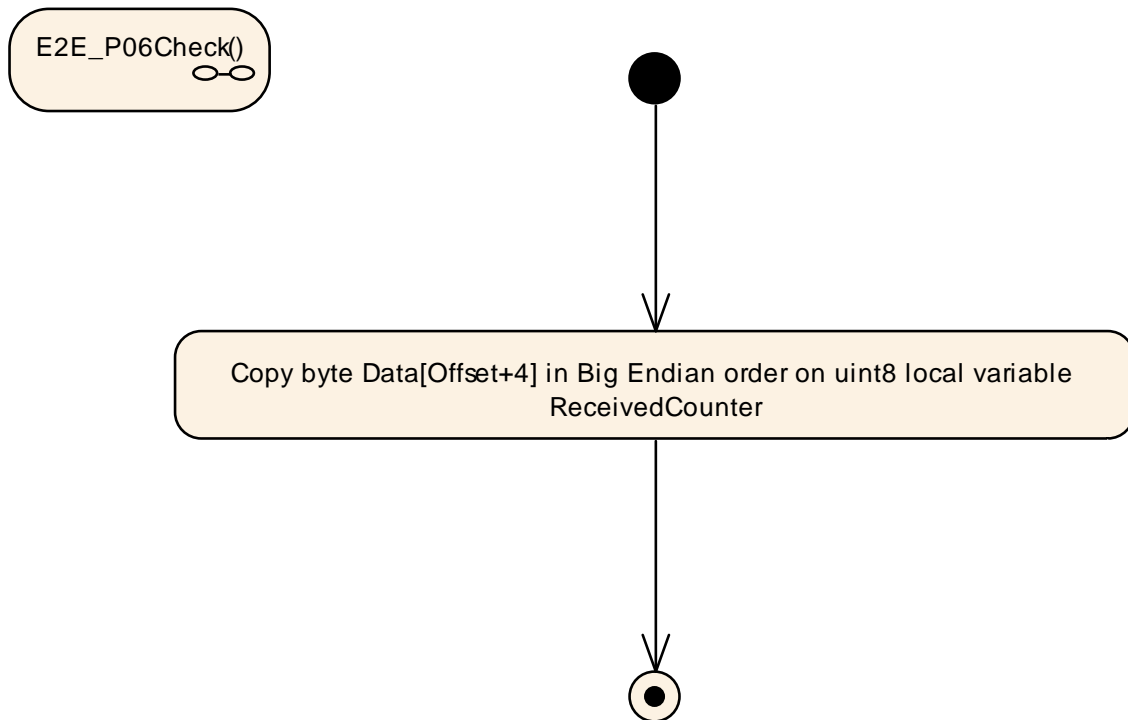 E2E_P06Check()
Copy byte Data[Offset+4] in Big Endian order on uint8 local variable
ReceivedCounter